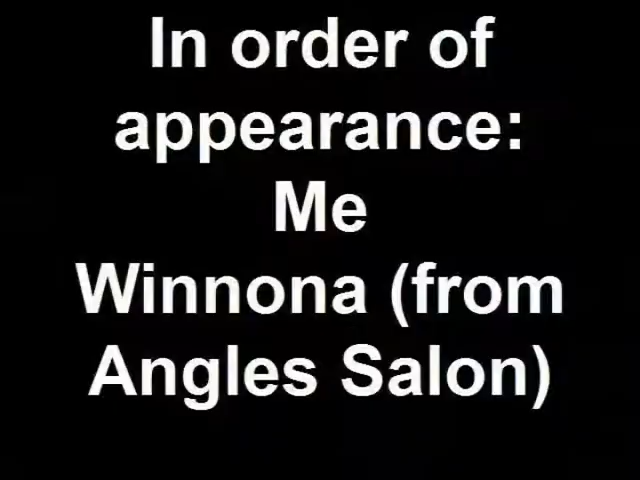 In order of
appearance:
Me
Winnona (from
Angles Salon)